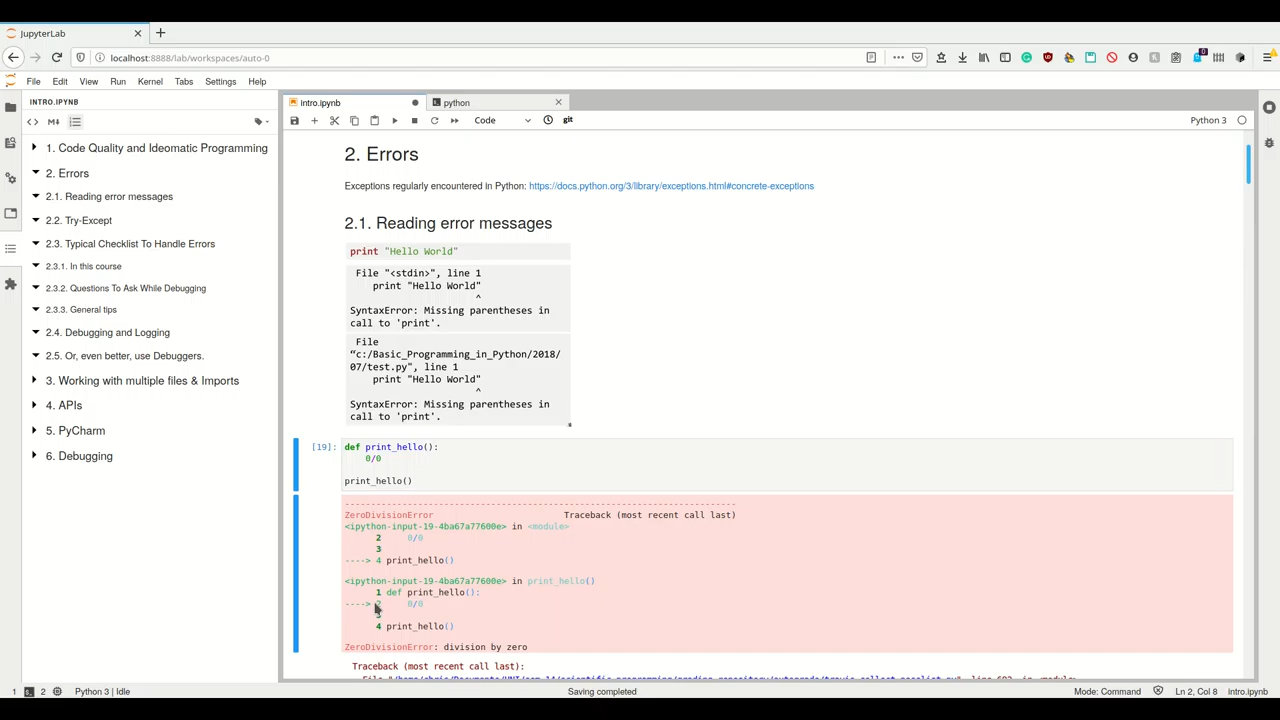 JupyterLab
localhost:8888/lab/workspaces/auto-0
0
File Edit View Run Kernel Tabs Settings Help
INTRO.IPYNB
intro.ipynb
python
M↓
Code
git
Python 3
1. Code Quality and Ideomatic Programming
2. Errors
2.1. Reading error messages
2.2. Try-Except
2.3. Typical Checklist To Handle Errors
2.3.1. In this course
2.3.2. Questions To Ask While Debugging
2.3.3. General tips
2.4. Debugging and Logging
2.5. Or, even better, use Debuggers.
3. Working with multiple files & Imports
4. APIs
5. PyCharm
6. Debugging
2. Errors
Exceptions regularly encountered in Python: https://docs.python.org/3/library/exceptions.html#concrete-exceptions
2.1. Reading error messages
print "Hello World"
File "<stdin>", line 1
print "Hello World"
^
SyntaxError: Missing parentheses in
call to 'print'.
File
“c:/Basic_Programming_in_Python/2018/
07/test.py", line 1
print "Hello World"
^
SyntaxError: Missing parentheses in
call to 'print'.
[19]: def print_hello():
0/0
print_hello()
---------------------------------------------------------------------------
ZeroDivisionError Traceback (most recent call last)
<ipython-input-19-4ba67a77600e> in <module>
2 0/0
3
----> 4 print_hello()
<ipython-input-19-4ba67a77600e> in print_hello()
1 def print_hello():
----> 2 0/0
3
4 print_hello()
ZeroDivisionError: division by zero
Traceback (most recent call last):
1 2 Python 3 | Idle
Saving completed
Mode: Command
Ln 2, Col 8
intro.ipynb